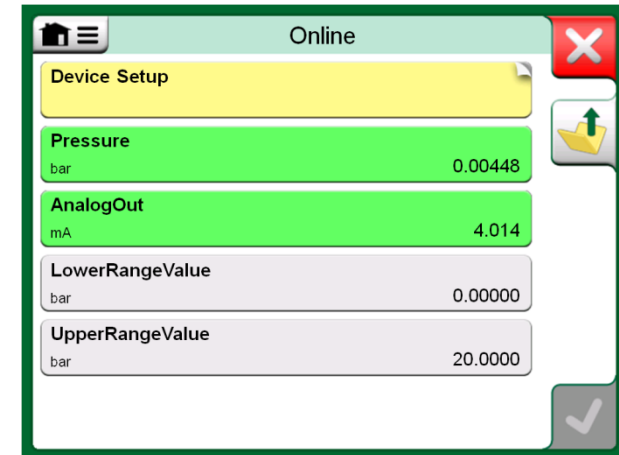 Online
Device Setup
Pressure
bar 0.00448
AnalogOut
mA 4.014
LowerRangeValue
bar 0.00000
UpperRangeValue
bar 20.0000